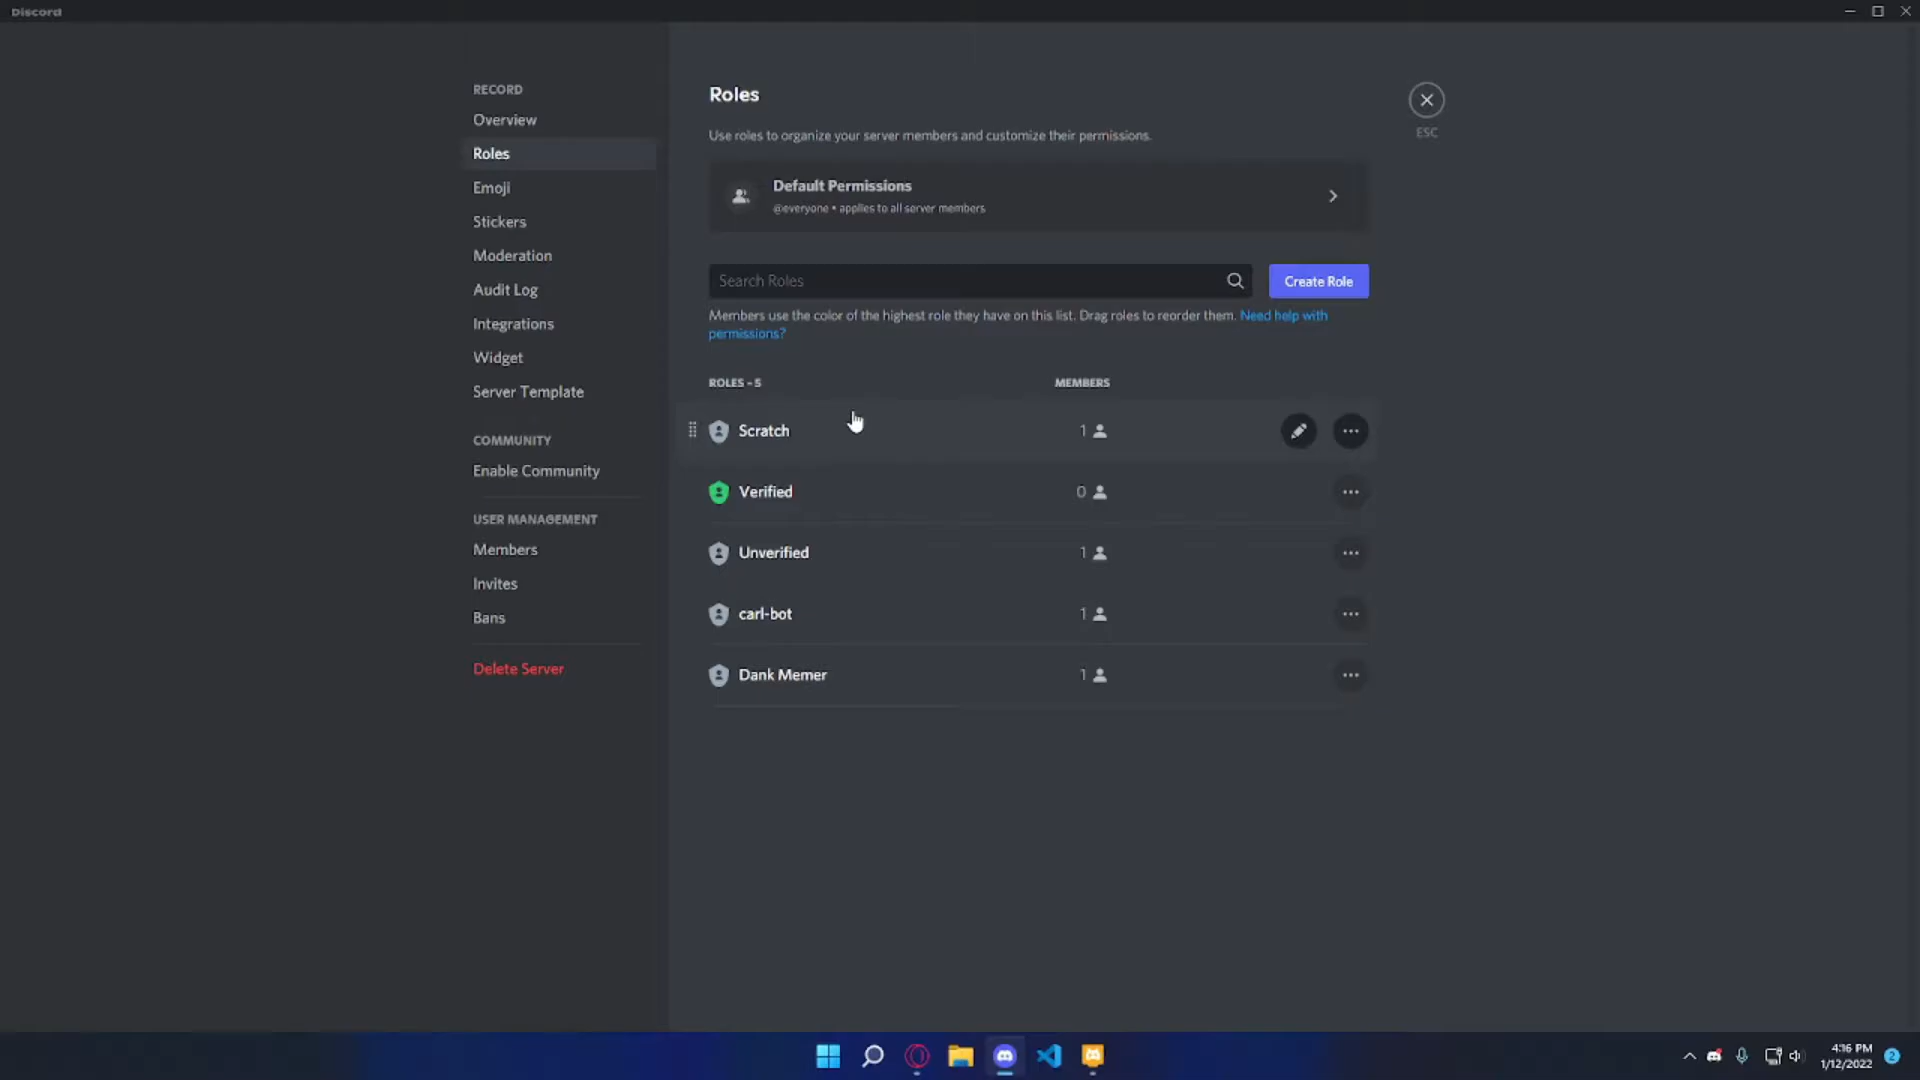 Discord
RECORD
Overview
Roles
Emoji
Stickers
Moderation
Audit Log
Integrations
Widget
Server Template
COMMUNITY
Enable Community
USER MANAGEMENT
Members
Invites
Bans
Delete Server
Roles
Use roles to organize your server members and customize their permissions.
ESC
Default Permissions
@everyone • applies to all server members
Search Roles
Create Role
Members use the color of the highest role they have on this list. Drag roles to reorder them. Need help with
permissions?
ROLES - 5 MEMBERS
Scratch 1
Verified 0
Unverified 1
carl-bot 1
Dank Memer 1
4:16 PM
1/12/2022
2